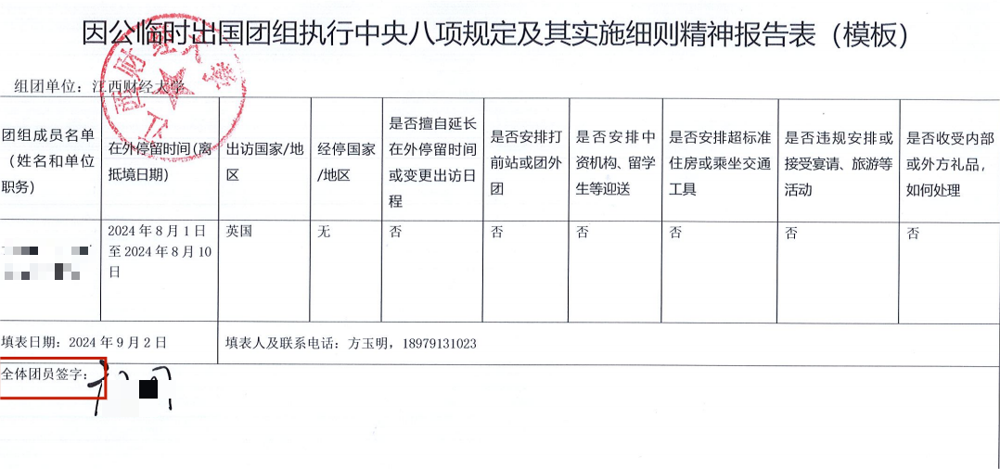 因公临时出国团组执行中央八项规定及其实施细则精神报告表（模板）
江西财经大学
组团单位：江西财经大学
团组成员名单
（姓名和单位
职务）
在外停留时间(离
抵境日期)
出访国家/地
区
经停国家
/地区
是否擅自延长
在外停留时间
或变更出访日
程
是否安排打
前站或团外
团
是否安排中
资机构、留学
生等迎送
是否安排超标准
住房或乘坐交通
工具
是否违规安排或
接受宴请、旅游等
活动
是否收受内部
或外方礼品，
如何处理
2024 年 8 月 1 日
至 2024 年 8 月 10
日
英国
无
否
否
否
否
否
否
填表日期：2024 年 9 月 2 日
填表人及联系电话：方玉明，18979131023
全体团员签字：